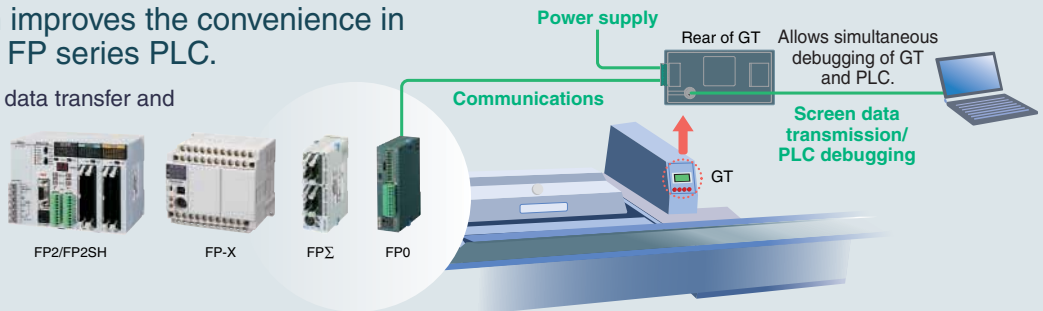 improves the convenience in
FP series PLC.
data transfer and
FP2/FP2SH
FP-X
FPΣ
FP0
Power supply
Communications
Rear of GT
Allows simultaneous
debugging of GT
and PLC.
Screen data
transmission/
PLC debugging
GT